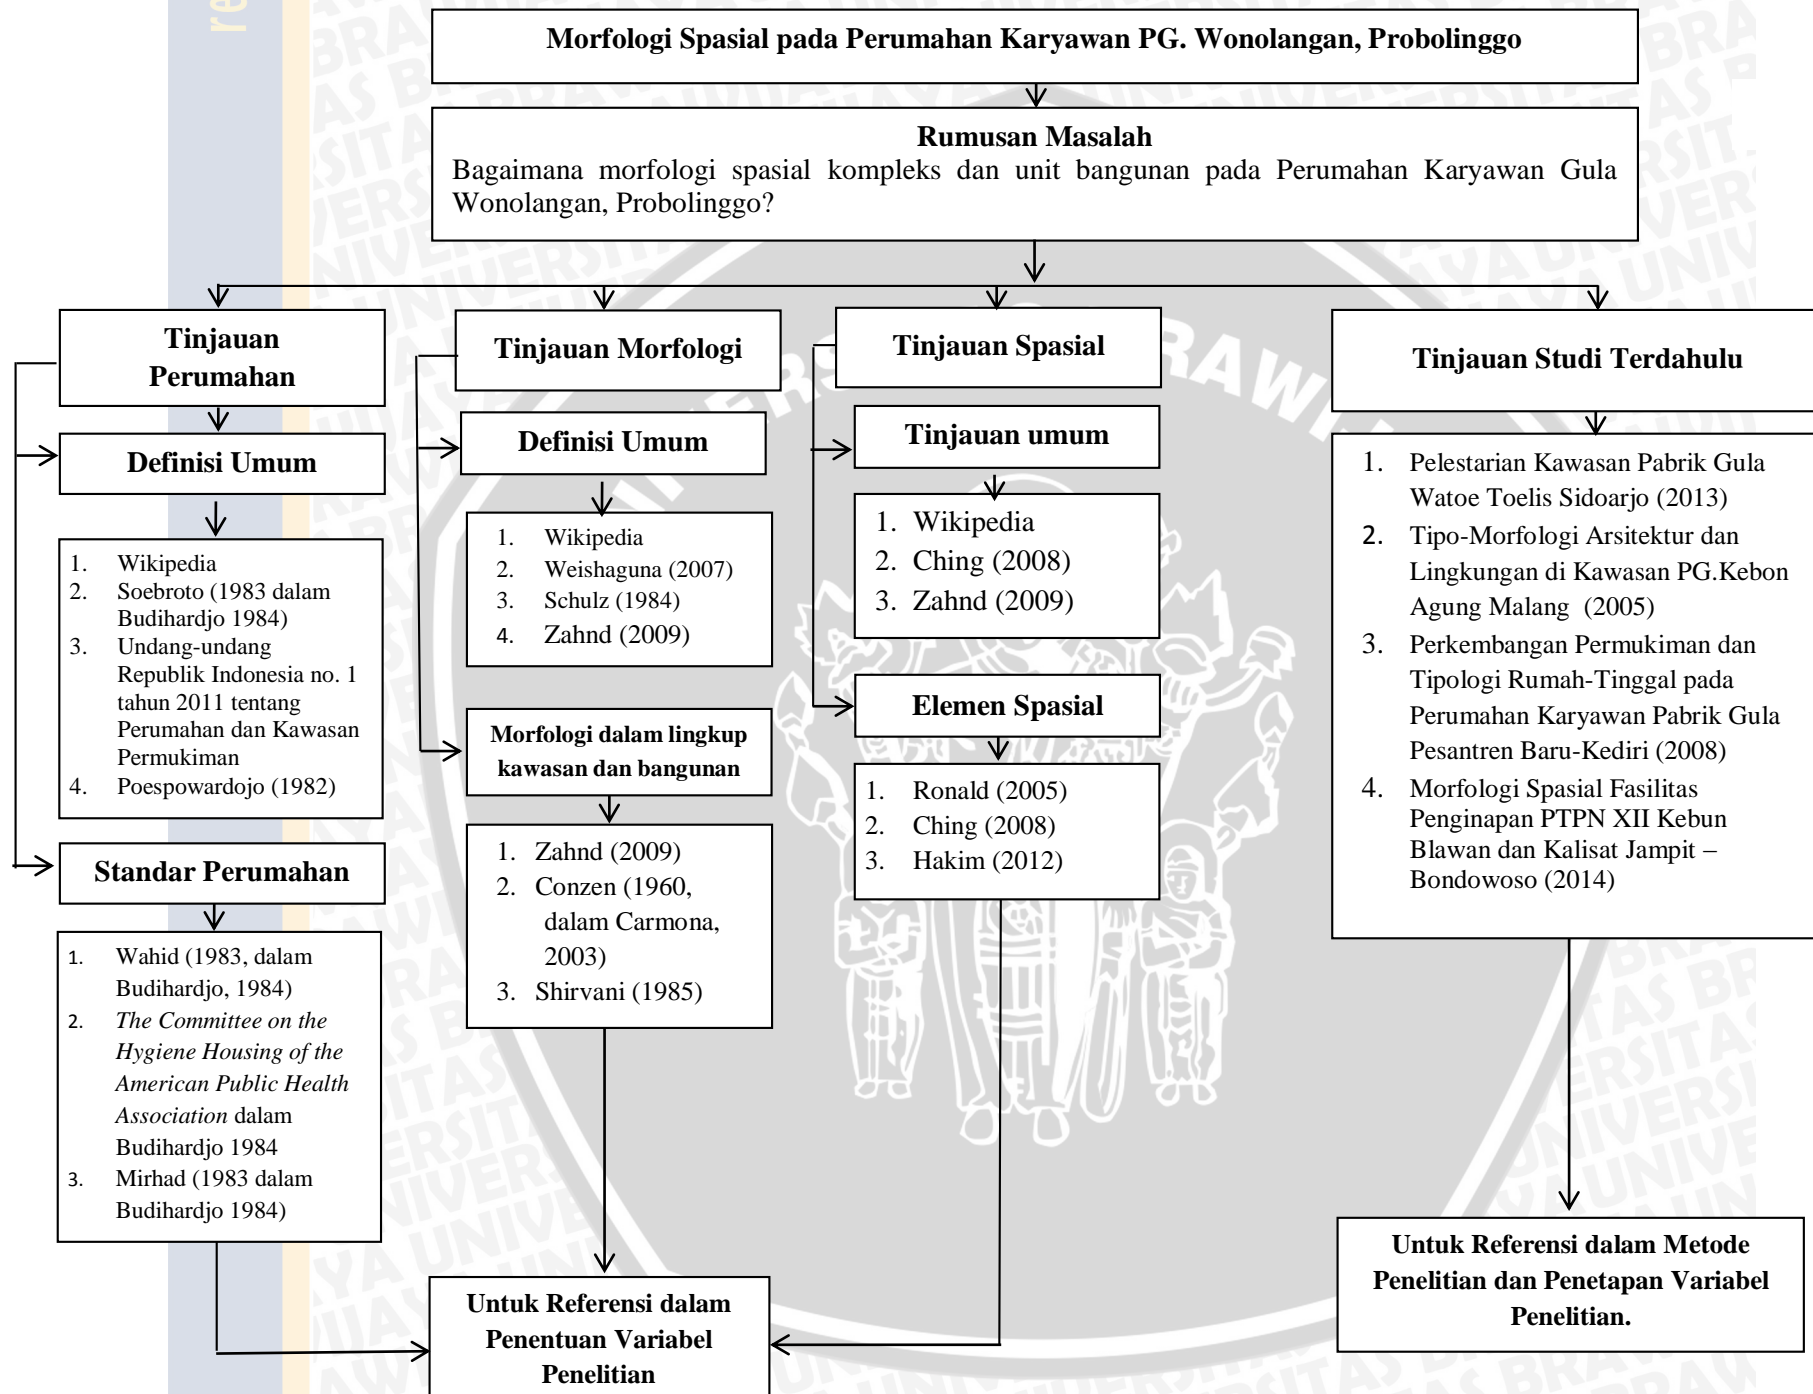 Morfologi Spasial pada Perumahan Karyawan PG. Wonolangan, Probolinggo
Rumusan Masalah
Bagaimana morfologi spasial kompleks dan unit bangunan pada Perumahan Karyawan Gula
Wonolangan, Probolinggo?
Tinjauan
Perumahan
Definisi Umum
1. Wikipedia
2. Soebroto (1983 dalam
Budihardjo 1984)
3. Undang-undang
Republik Indonesia no. 1
tahun 2011 tentang
Perumahan dan Kawasan
Permukiman
4. Poespowardojo (1982)
Standar Perumahan
1. Wahid (1983, dalam
Budihardjo, 1984)
2. The Committee on the
Hygiene Housing of the
American Public Health
Association dalam
Budihardjo 1984
3. Mirhad (1983 dalam
Budihardjo 1984)
Tinjauan Morfologi
Definisi Umum
1. Wikipedia
2. Weishaguna (2007)
3. Schulz (1984)
4. Zahnd (2009)
Morfologi dalam lingkup
kawasan dan bangunan
1. Zahnd (2009)
2. Conzen (1960,
dalam Carmona,
2003)
3. Shirvani (1985)
Tinjauan Spasial
Tinjauan umum
1. Wikipedia
2. Ching (2008)
3. Zahnd (2009)
Elemen Spasial
1. Ronald (2005)
2. Ching (2008)
3. Hakim (2012)
Tinjauan Studi Terdahulu
1. Pelestarian Kawasan Pabrik Gula
Watoe Toelis Sidoarjo (2013)
2. Tipo-Morfologi Arsitektur dan
Lingkungan di Kawasan PG.Kebon
Agung Malang (2005)
3. Perkembangan Permukiman dan
Tipologi Rumah-Tinggal pada
Perumahan Karyawan Pabrik Gula
Pesantren Baru-Kediri (2008)
4. Morfologi Spasial Fasilitas
Penginapan PTPN XII Kebun
Blawan dan Kalisat Jampit –
Bondowoso (2014)
Untuk Referensi dalam
Penentuan Variabel
Penelitian
Untuk Referensi dalam Metode
Penelitian dan Penetapan Variabel
Penelitian.